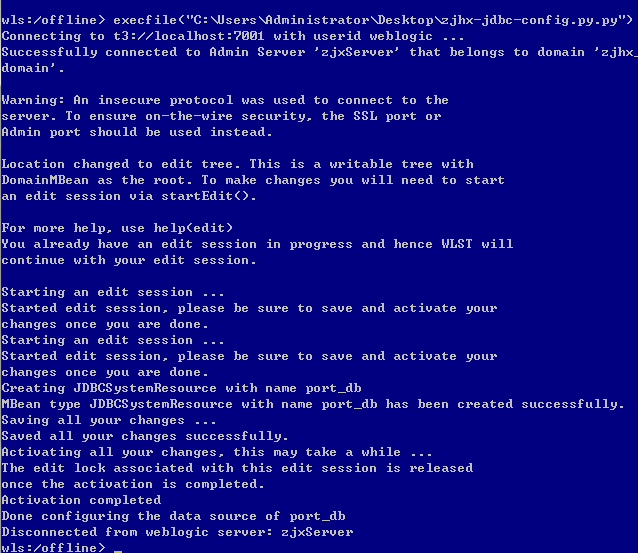 wls:/offline> execfile("C:\Users\Administrator\Desktop\zjhx-jdbc-config.py.py")
Connecting to t3://localhost:7001 with userid weblogic ...
Successfully connected to Admin Server 'zjxServer' that belongs to domain 'zjhx_
domain'.
Warning: An insecure protocol was used to connect to the
server. To ensure on-the-wire security, the SSL port or
Admin port should be used instead.
Location changed to edit tree. This is a writable tree with
DomainMBean as the root. To make changes you will need to start
an edit session via startEdit().
For more help, use help(edit)
You already have an edit session in progress and hence WLST will
continue with your edit session.
Starting an edit session ...
Started edit session, please be sure to save and activate your
changes once you are done.
Starting an edit session ...
Started edit session, please be sure to save and activate your
changes once you are done.
Creating JDBCSystemResource with name port_db
MBean type JDBCSystemResource with name port_db has been created successfully.
Saving all your changes ...
Saved all your changes successfully.
Activating all your changes, this may take a while ...
The edit lock associated with this edit session is released
once the activation is completed.
Activation completed
Done configuring the data source of port_db
Disconnected from weblogic server: zjxServer
wls:/offline> _